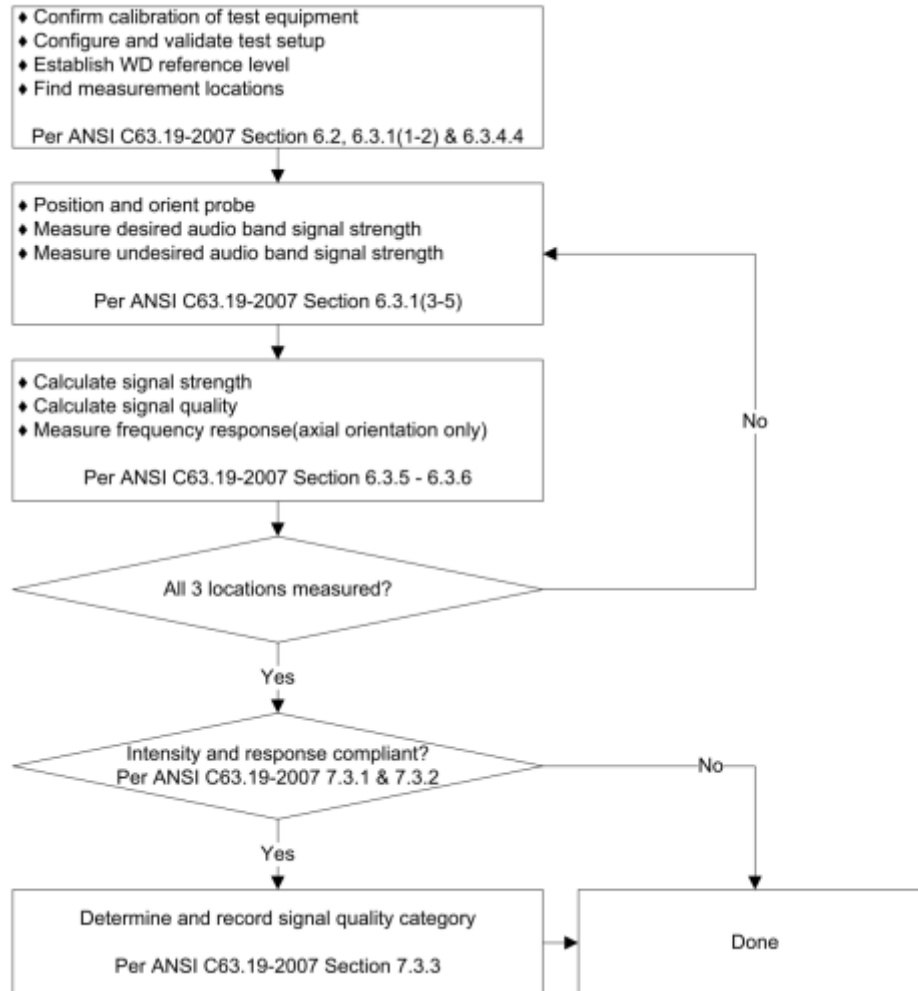 ♦ Confirm calibration of test equipment
♦ Configure and validate test setup
♦ Establish WD reference level
♦ Find measurement locations
Per ANSI C63.19-2007 Section 6.2, 6.3.1(1-2) & 6.3.4.4
♦ Position and orient probe
♦ Measure desired audio band signal strength
♦ Measure undesired audio band signal strength
Per ANSI C63.19-2007 Section 6.3.1(3-5)
♦ Calculate signal strength
♦ Calculate signal quality
♦ Measure frequency response(axial orientation only)
Per ANSI C63.19-2007 Section 6.3.5 - 6.3.6
No
All 3 locations measured?
Yes
Intensity and response compliant?
Per ANSI C63.19-2007 7.3.1 & 7.3.2
No
Yes
Determine and record signal quality category
Per ANSI C63.19-2007 Section 7.3.3
Done